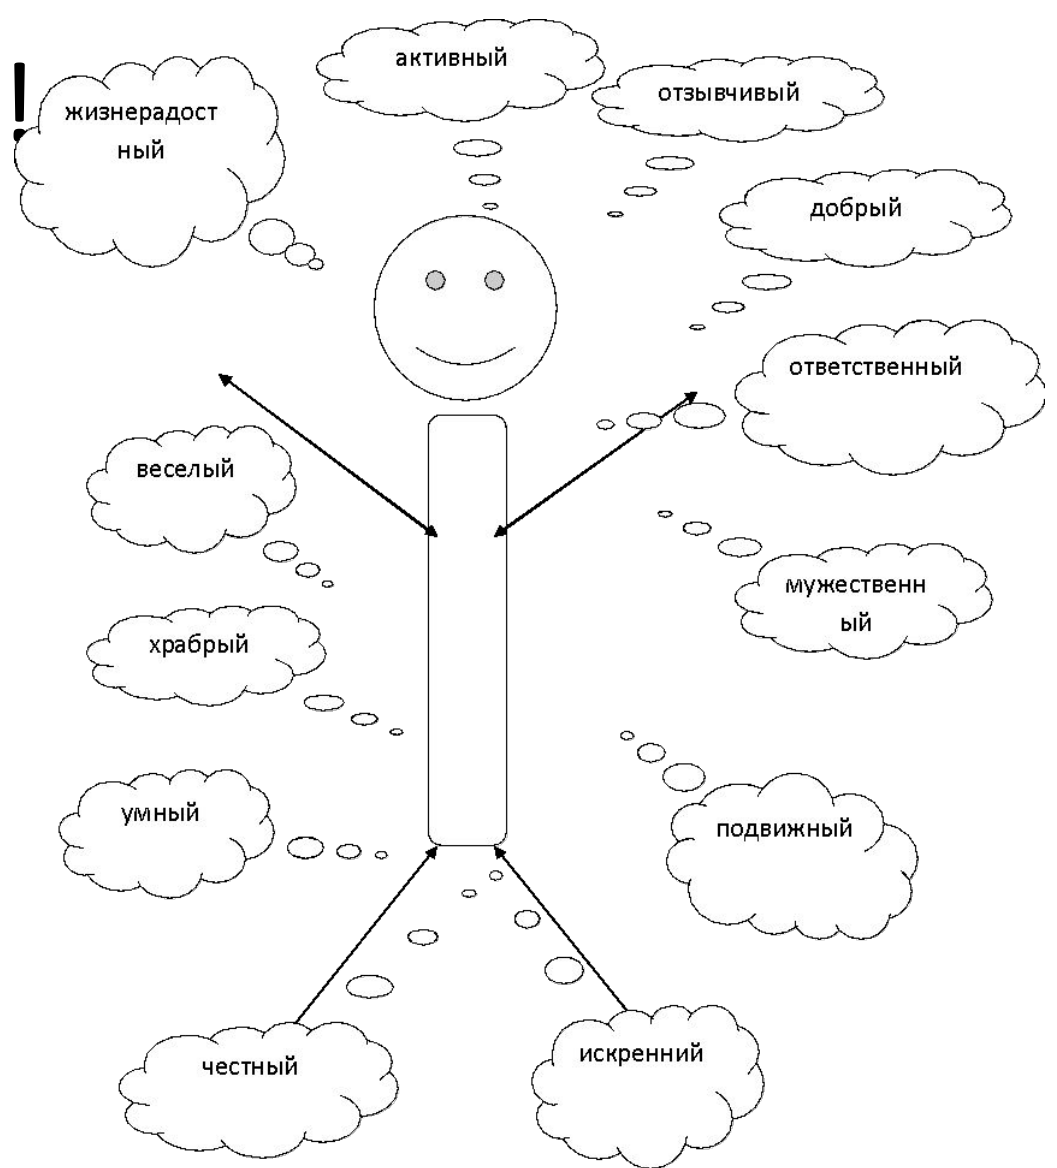 !
активный
отзывчивый
жизнерадост
ный
добрый
ответственный
веселый
мужественн
ый
храбрый
умный
подвижный
честный
искренний